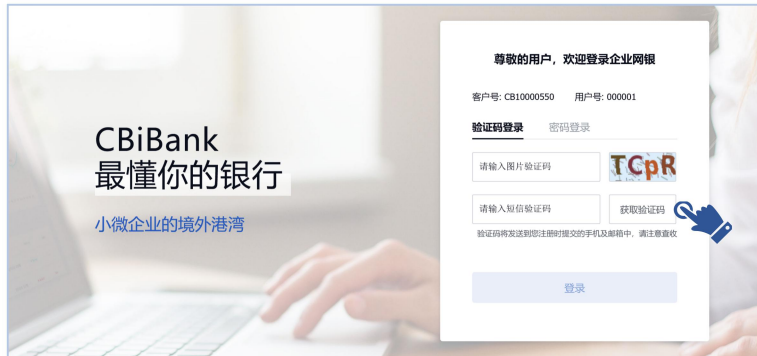 尊敬的用户，欢迎登录企业网银
客户号: CB10000550 用户号: 000001
验证码登录 密码登录
请输入图片验证码 TCpR
请输入短信验证码 获取验证码
验证码将发送到您注册时提交的手机及邮箱中，请注意查收
登录
CBiBank
最懂你的银行
小微企业的境外港湾